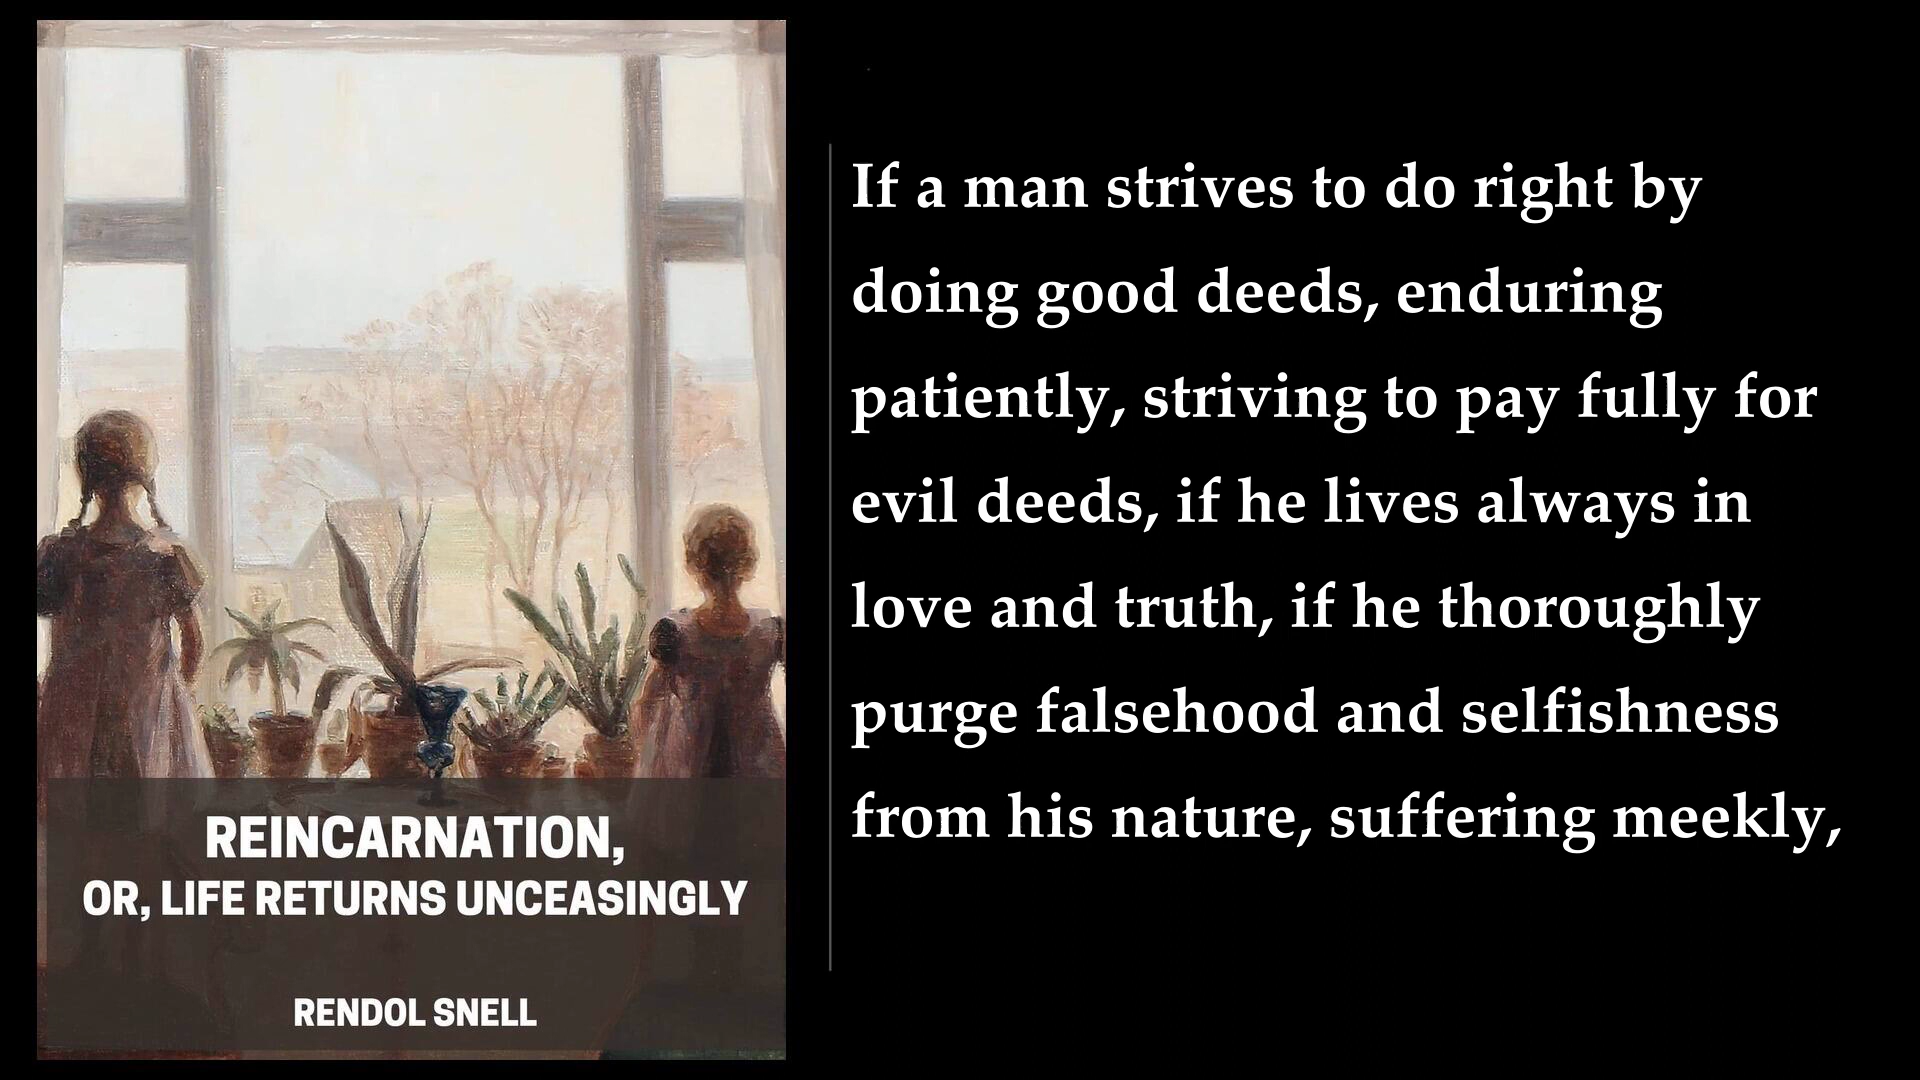 REINCARNATION,
OR, LIFE RETURNS UNCEASINGLY
RENDOL SNELL
If a man strives to do right by
doing good deeds, enduring
patiently, striving to pay fully for
evil deeds, if he lives always in
love and truth, if he thoroughly
purge falsehood and selfishness
from his nature, suffering meekly,